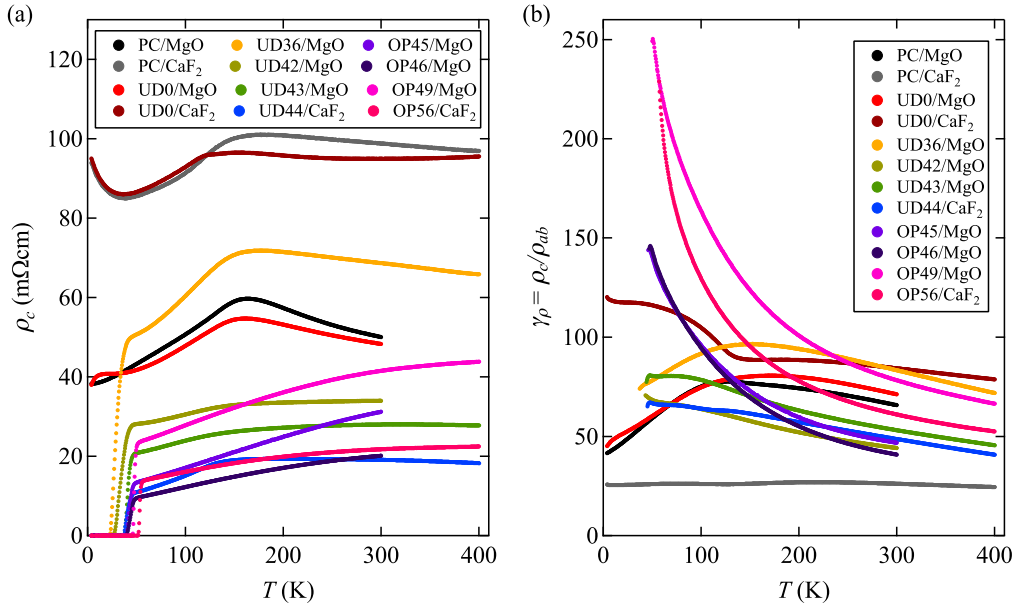 (a)
130
120
100
80
60
40
20
0
ρc (mΩcm)
PC/MgO UD36/MgO OP45/MgO
PC/CaF2 UD42/MgO OP46/MgO
UD0/MgO UD43/MgO OP49/MgO
UD0/CaF2 UD44/CaF2 OP56/CaF2
0 100 200 300 400
T (K)
(b)
250
200
150
100
50
0
γρ = ρc/ρab
PC/MgO
PC/CaF2
UD0/MgO
UD0/CaF2
UD36/MgO
UD42/MgO
UD43/MgO
UD44/CaF2
OP45/MgO
OP46/MgO
OP49/MgO
OP56/CaF2
0 100 200 300 400
T (K)